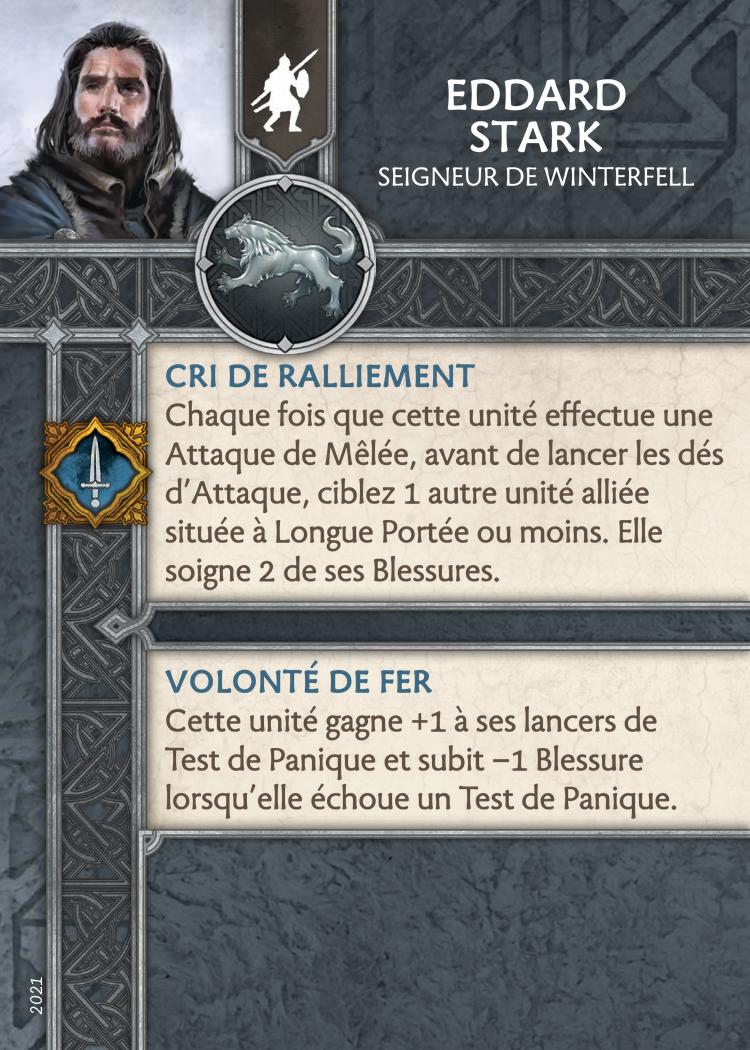 EDDARD
STARK
SEIGNEUR DE WINTERFELL
CRI DE RALLIEMENT
Chaque fois que cette unité effectue une
Attaque de Mêlée, avant de lancer les dés
d’Attaque, ciblez 1 autre unité alliée
située à Longue Portée ou moins. Elle
soigne 2 de ses Blessures.
VOLONTÉ DE FER
Cette unité gagne +1 à ses lancers de
Test de Panique et subit −1 Blessure
lorsqu’elle échoue un Test de Panique.
2021